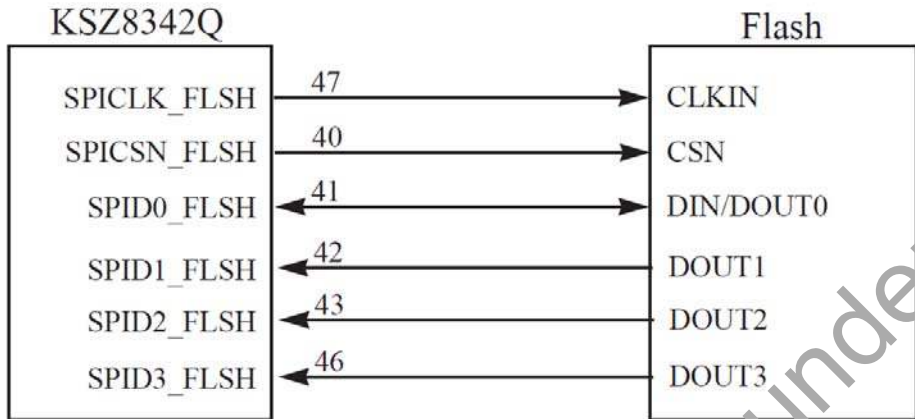 KSZ8342Q Flash
SPICLK_FLSH 47 CLKIN
SPICSN_FLSH 40 CSN
SPID0_FLSH 41 DIN/DOUT0
SPID1_FLSH 42 DOUT1
SPID2_FLSH 43 DOUT2
SPID3_FLSH 46 DOUT3
unde